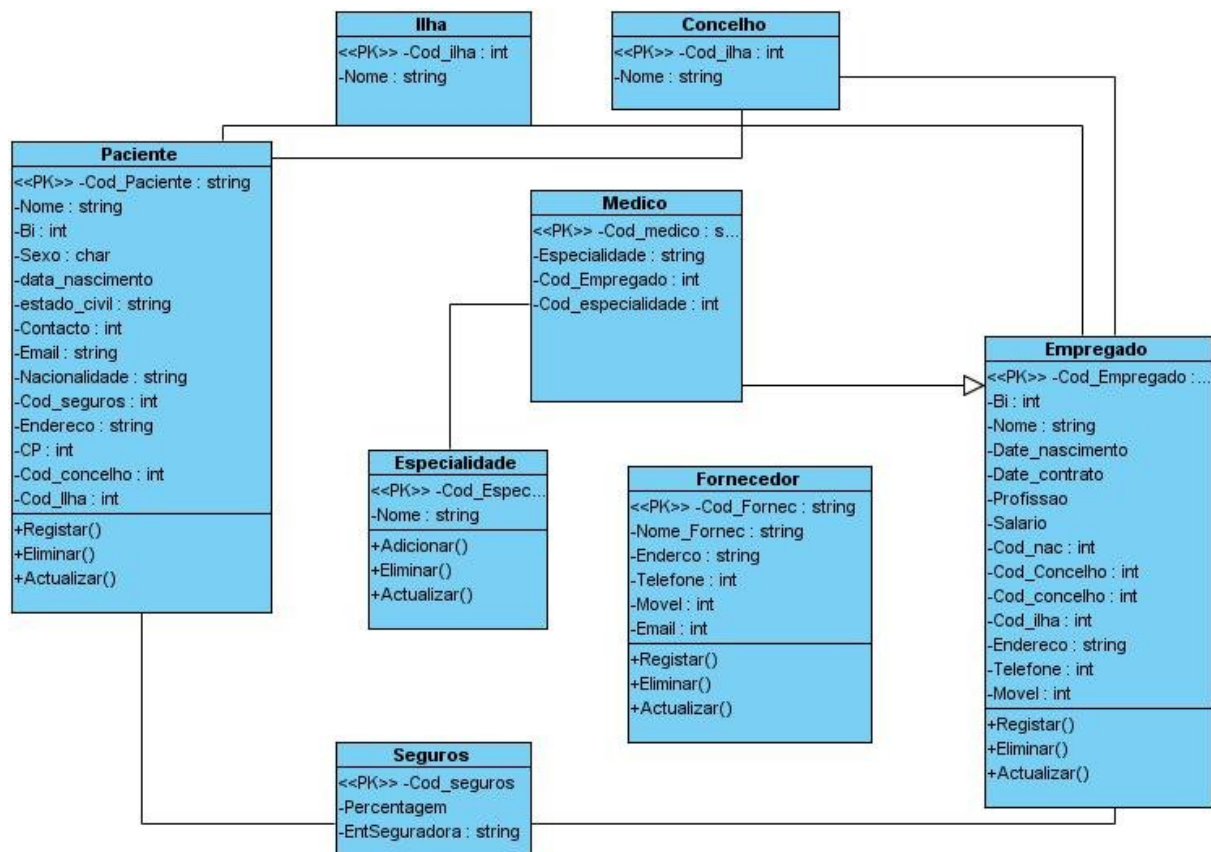 Ilha
<<PK>> -Cod_ilha : int
-Nome : string
Concelho
<<PK>> -Cod_ilha : int
-Nome : string
Paciente
<<PK>> -Cod_Paciente : string
-Nome : string
-Bi : int
-Sexo : char
-data_nascimento
-estado_civil : string
-Contacto : int
-Email : string
-Nacionalidade : string
-Cod_seguros : int
-Endereco : string
-CP : int
-Cod_concelho : int
-Cod_Ilha : int
+Registar()
+Eliminar()
+Actualizar()
Medico
<<PK>> -Cod_medico : s...
-Especialidade : string
-Cod_Empregado : int
-Cod_especialidade : int
Especialidade
<<PK>> -Cod_Espec...
-Nome : string
+Adicionar()
+Eliminar()
+Actualizar()
Fornecedor
<<PK>> -Cod_Fornec : string
-Nome_Fornec : string
-Enderco : string
-Telefone : int
-Movel : int
-Email : int
+Registar()
+Eliminar()
+Actualizar()
Empregado
<<PK>> -Cod_Empregado :...
-Bi : int
-Nome : string
-Date_nascimento
-Date_contrato
-Profissao
-Salario
-Cod_nac : int
-Cod_Concelho : int
-Cod_concelho : int
-Cod_ilha : int
-Endereco : string
-Telefone : int
-Movel : int
+Registar()
+Eliminar()
+Actualizar()
Seguros
<<PK>> -Cod_seguros
-Percentagem
-EntSeguradora : string